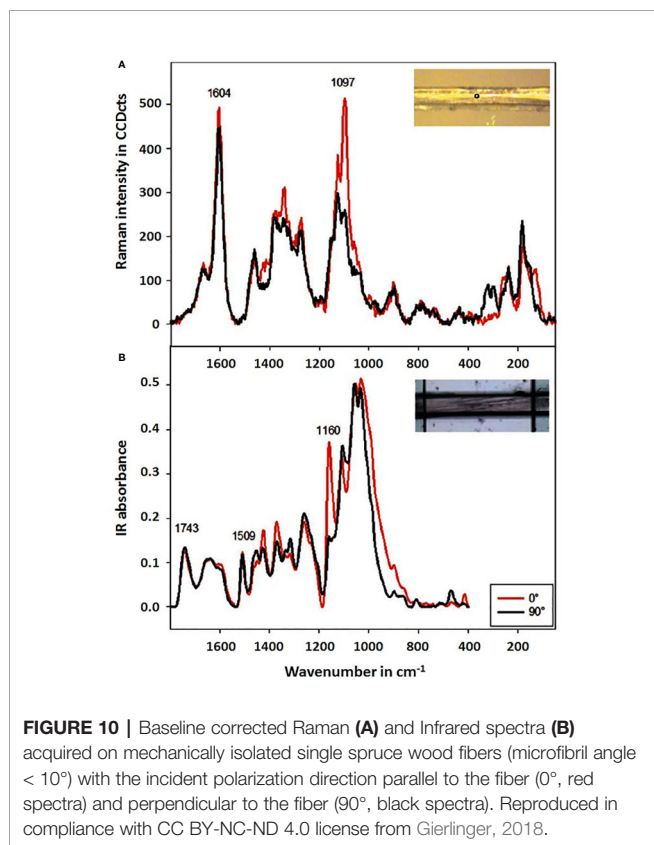 A
1604
1097
500
400
300
200
100
0
Raman intensity in CCDcts
1600 1400 1200 1000 800 600 400 200
B
0.5
0.4
0.3
0.2
0.1
0.0
IR absorbance
1743
1509
1160
0°
90°
1600 1400 1200 1000 800 600 400 200
Wavenumber in cm-1
FIGURE 10 | Baseline corrected Raman (A) and Infrared spectra (B)
acquired on mechanically isolated single spruce wood fibers (microfibril angle
< 10°) with the incident polarization direction parallel to the fiber (0°, red
spectra) and perpendicular to the fiber (90°, black spectra). Reproduced in
compliance with CC BY-NC-ND 4.0 license from Gierlinger, 2018.